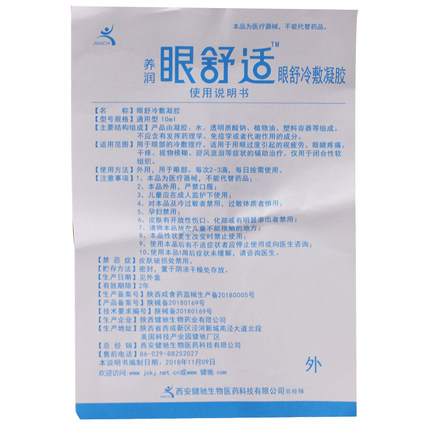 本品为医疗器械,不能代替药品。
JIANCHI
养润 眼舒适™ 眼舒冷敷凝胶
使用说明书
【名 称】眼舒冷敷凝胶
【型号规格】通用型 10ml
【主要结构组成】产品由凝胶、水、透明质酸钠、植物油、塑料容器等组成。
不应含有发挥药理学、免疫学或者代谢作用的成分。
【适用范围】用于眼部的冷敷理疗,适用于用眼过度引起的视疲劳、眼睛疼痛、
干痒、视物模糊、迎风流泪等症状的辅助治疗,仅用于闭合性软
组织。
【使用方法】外用,用于眼部。每次2-3滴,每日按需使用。
【注意事项】1、本品为医疗器械,不能代替药品;
2、本品外用,严禁口服;
3、儿童应在成人监护下使用;
4、对本品及冷过敏者禁用,过敏体质者慎用;
5、孕妇禁用;
6、皮肤有开放性伤口、化脓或有明显渗出者禁用;
7、请将本品放在儿童不能接触的地方;
8、本品性状发生改变时禁止使用;
9、使用本品后有不适症状者应停止使用或向医生咨询;
10、使用本品1周后症状未缓解,请咨询医生。
【禁 忌 症】皮肤破损处禁用。
【贮存方法】密封,置于阴凉干燥处存放。
【生产日期】见外盒
【有效期限】2年
【生产备案号】陕西咸食药监械生产备20180005号
【产品备案号】陕械备20180169号
【技术要求编号】陕械备20180169号
【生产企业】陕西健驰生物药业有限公司
【生产地址】陕西省西咸新区泾河新城高泾大道北段
美国科技产业园健驰厂区
【总 经 销】西安健驰生物医药科技有限公司
【售后电话】86-029-88252027
本说明书编制日期:2018年11月09日
欢迎访问 www.jckj.net.cn或www.健驰.com
外
西安健驰生物医药科技有限公司 总经销